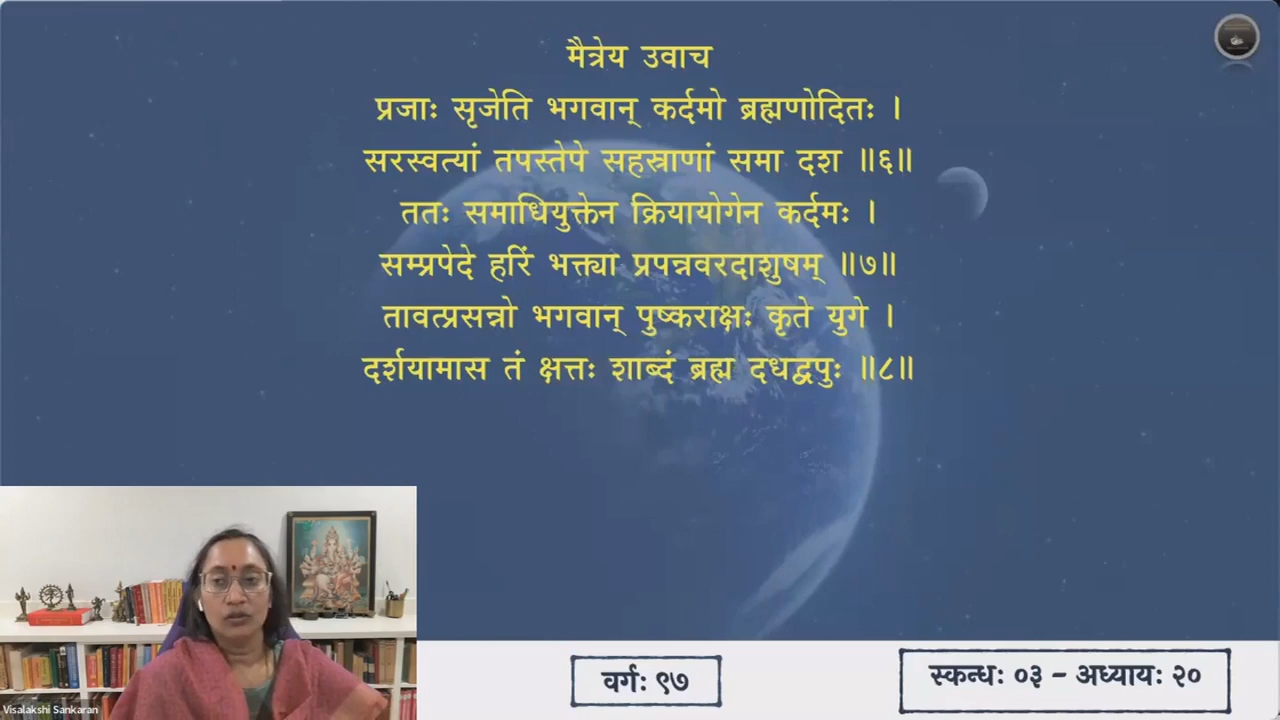 मैत्रेय उवाच
प्रजाः सृजेति भगवान् कर्दमो ब्रह्मणोदितः ।
सरस्वत्यां तपस्तेपे सहस्राणां समा दश ॥६॥
ततः समाधियुक्तेन क्रियायोगेन कर्दमः ।
सम्प्रपेदे हरिं भक्त्या प्रपन्नवरदाशुषम् ॥७॥
तावत्प्रसन्नो भगवान् पुष्कराक्षः कृते युगे ।
दर्शयामास तं क्षत्तः शाब्दं ब्रह्म दधद्वपुः ॥८॥
Visalakshi Sankaran
वर्गः ९७
स्कन्धः ०३ - अध्यायः २०